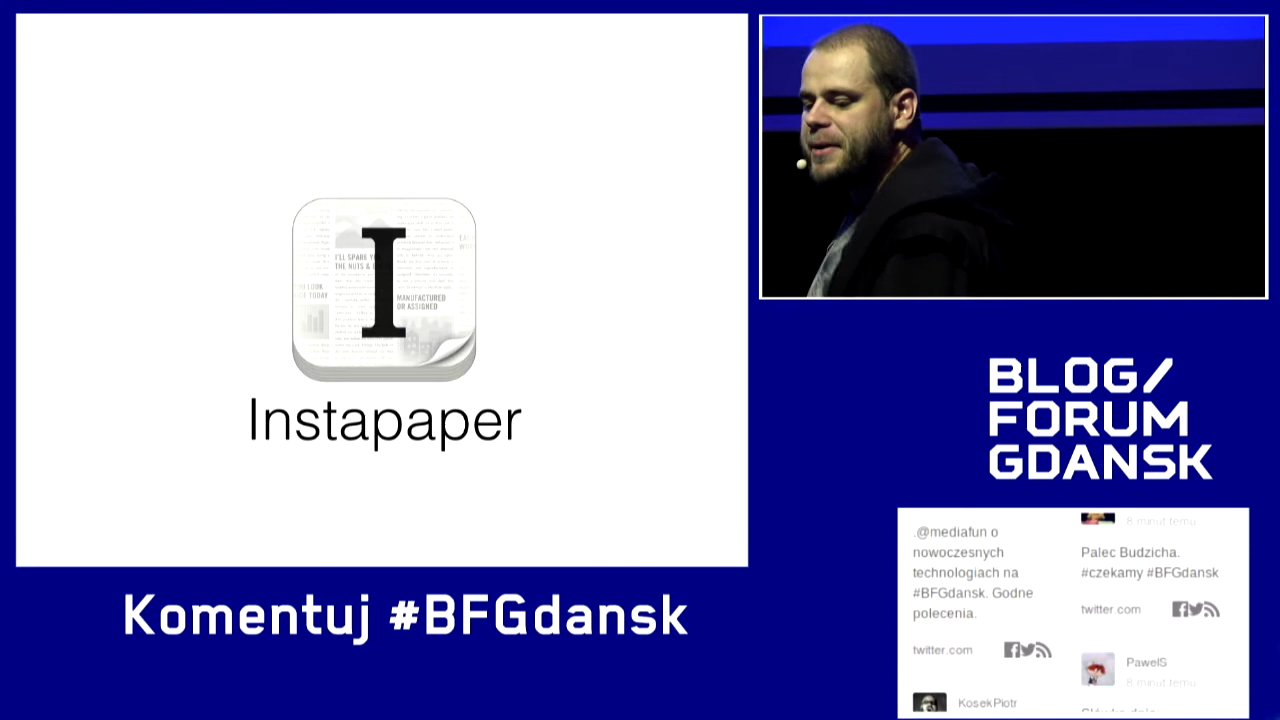 I'LL SPARE Y
THE NUTS & B
LOOK
TODAY
MANUFACTURED
OR ASSIGNED
I
Instapaper
Komentuj #BFGdansk
BLOG/
FORUM
GDANSK
.@mediafun o
nowoczesnych
technologiach na
#BFGdansk. Godne
polecenia.
twitter.com
KosekPiotr
8 minut temu
Palec Budzicha.
#czekamy #BFGdansk
twitter.com
PawelS
8 minut temu